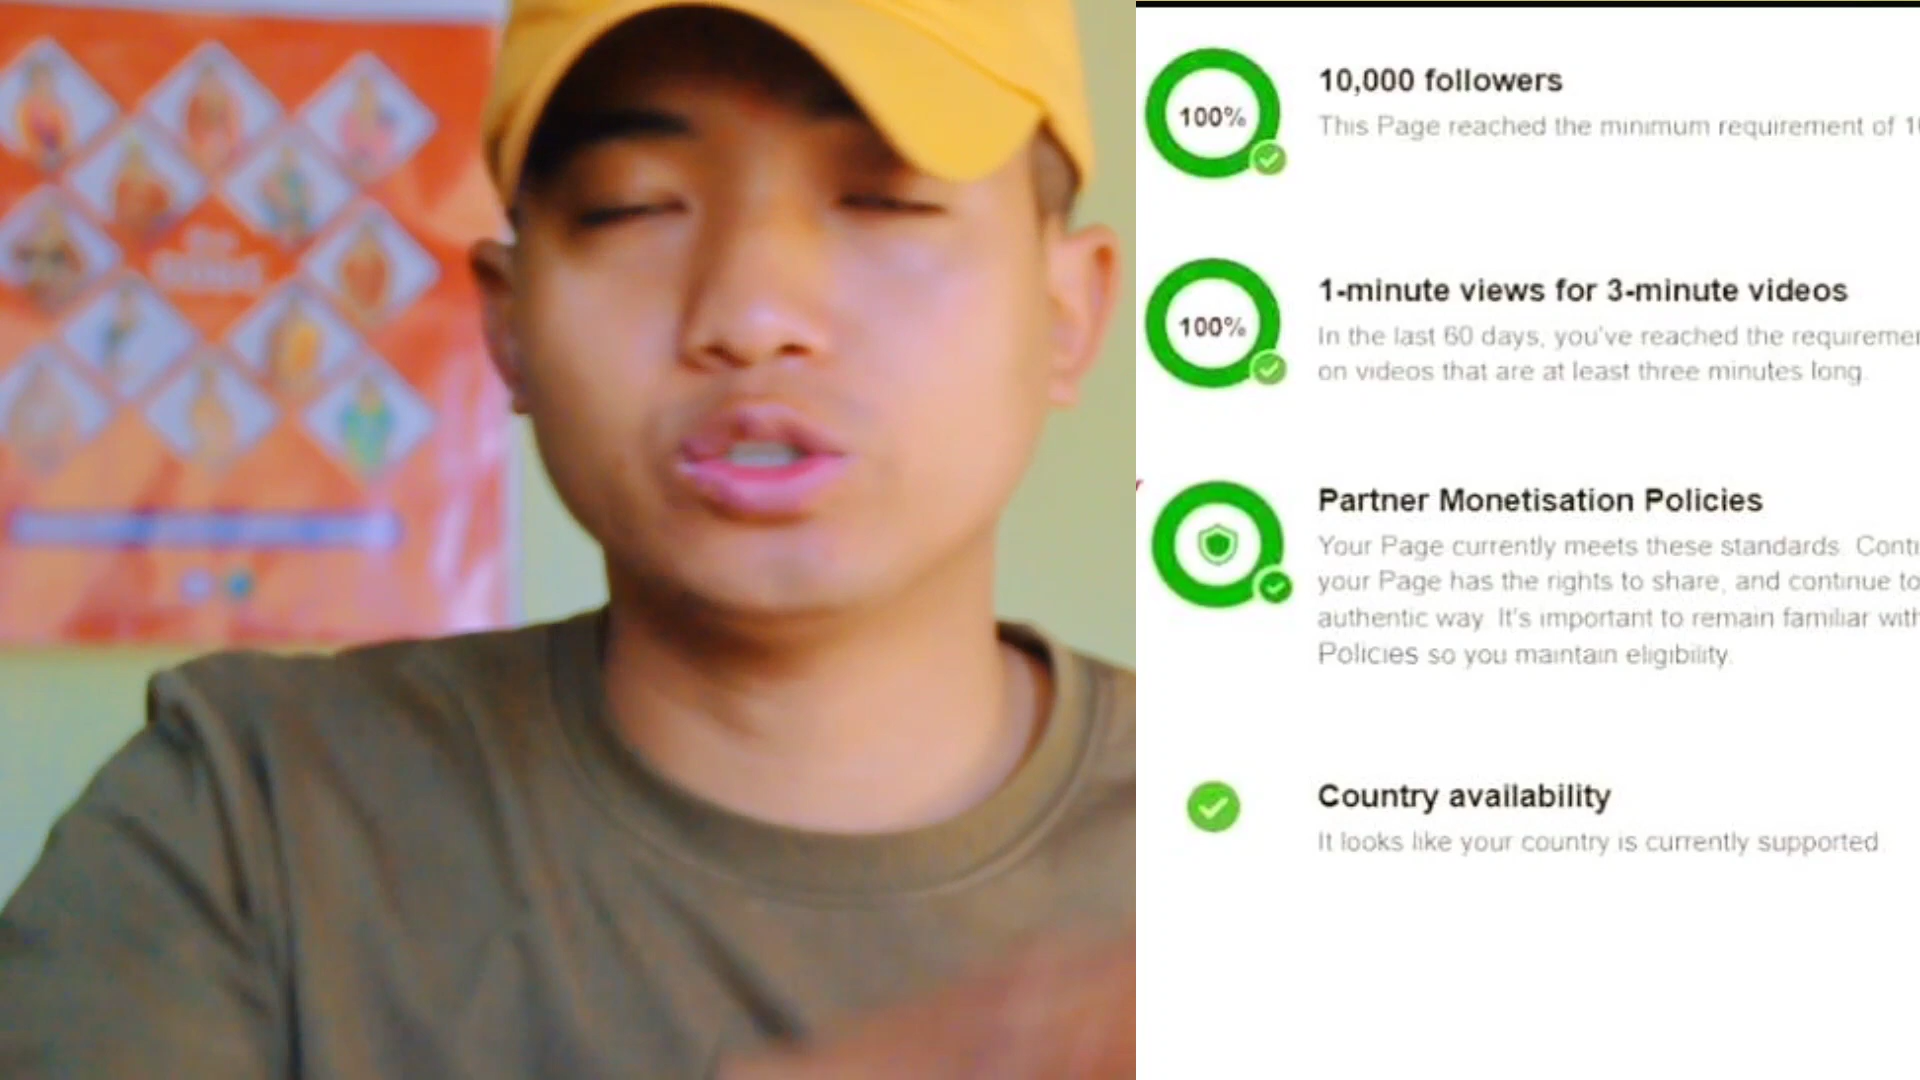 100%
10,000 followers
This Page reached the minimum requirement of
100%
1-minute views for 3-minute videos
In the last 60 days, you've reached the
on videos that are at least three minutes long.
Partner Monetisation Policies
Your Page currently meets these standards.
your Page has the rights to share, and continue to
authentic way. It's important to remain familiar
Policies so you maintain eligibility.
Country availability
It looks like your country is currently supported.